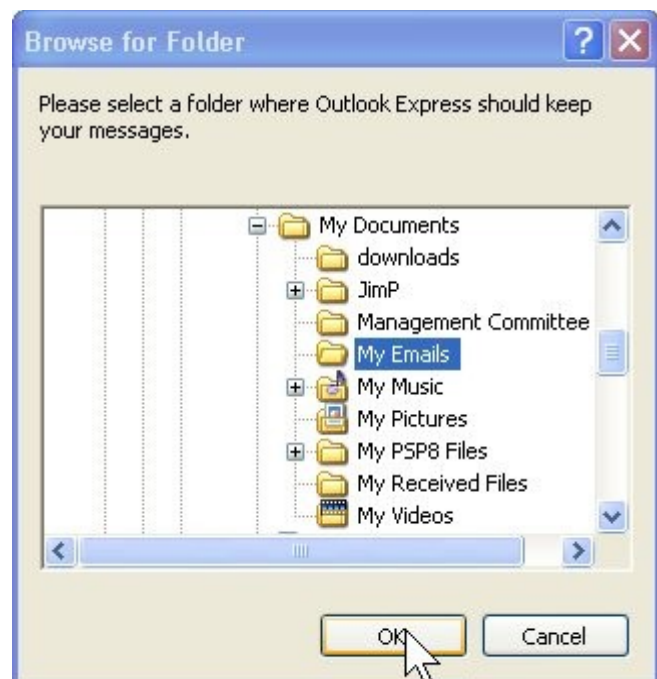 Browse for Folder
Please select a folder where Outlook Express should keep
your messages.
My Documents
downloads
JimP
Management Committee
My Emails
My Music
My Pictures
My PSP8 Files
My Received Files
My Videos
OK Cancel